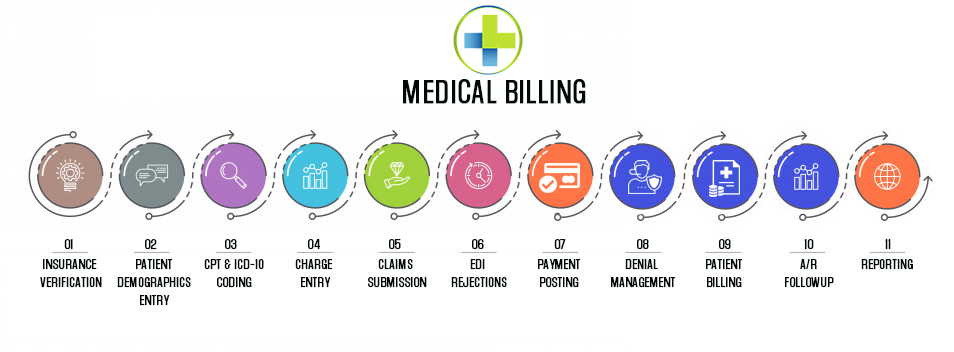 MEDICAL BILLING
01
INSURANCE
VERIFICATION
02
PATIENT
DEMOGRAPHICS
ENTRY
03
CPT & ICD-10
CODING
04
CHARGE
ENTRY
05
CLAIMS
SUBMISSION
06
EDI
REJECTIONS
07
PAYMENT
POSTING
08
DENIAL
MANAGEMENT
09
PATIENT
BILLING
10
A/R
FOLLOWUP
11
REPORTING